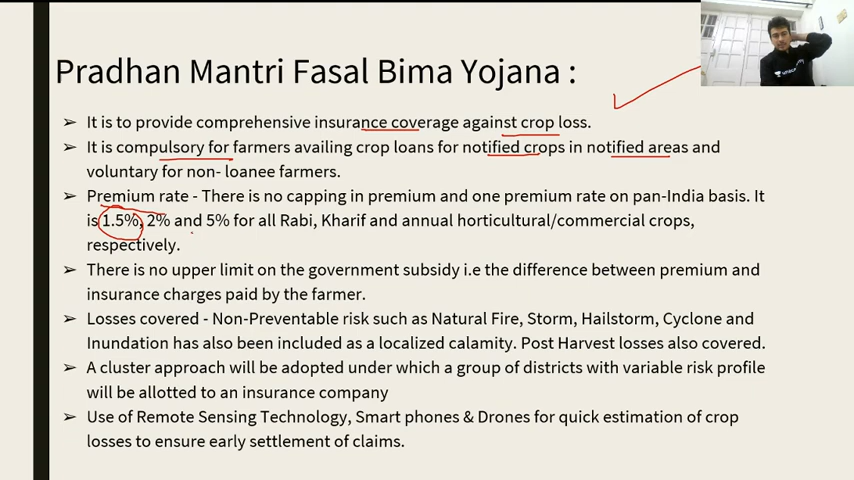 Pradhan Mantri Fasal Bima Yojana :
➢ It is to provide comprehensive insurance coverage against crop loss.
➢ It is compulsory for farmers availing crop loans for notified crops in notified areas and
voluntary for non- loanee farmers.
➢ Premium rate - There is no capping in premium and one premium rate on pan-India basis. It
is 1.5%, 2% and 5% for all Rabi, Kharif and annual horticultural/commercial crops,
respectively.
➢ There is no upper limit on the government subsidy i.e the difference between premium and
insurance charges paid by the farmer.
➢ Losses covered - Non-Preventable risk such as Natural Fire, Storm, Hailstorm, Cyclone and
Inundation has also been included as a localized calamity. Post Harvest losses also covered.
➢ A cluster approach will be adopted under which a group of districts with variable risk profile
will be allotted to an insurance company
➢ Use of Remote Sensing Technology, Smart phones & Drones for quick estimation of crop
losses to ensure early settlement of claims.